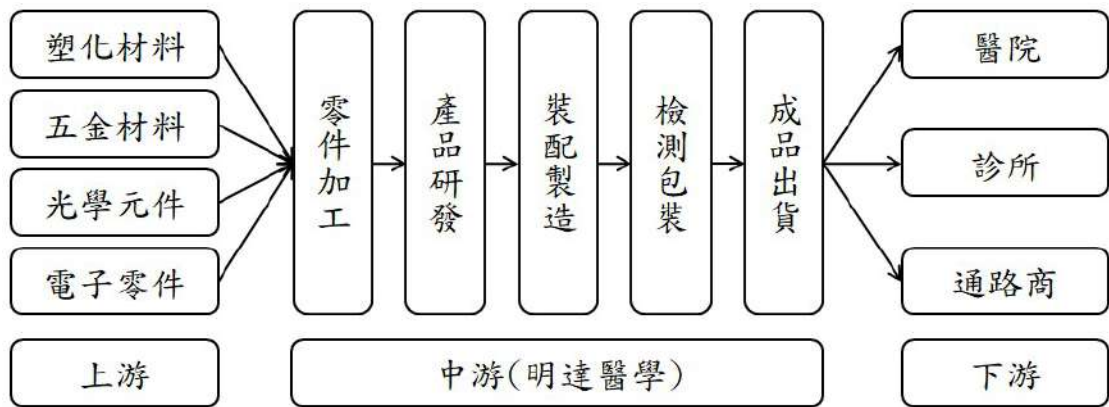 塑化材料
五金材料
光學元件
電子零件
零件加工
產品研發
裝配製造
檢測包裝
成品出貨
醫院
診所
通路商
上游
中游(明達醫學)
下游